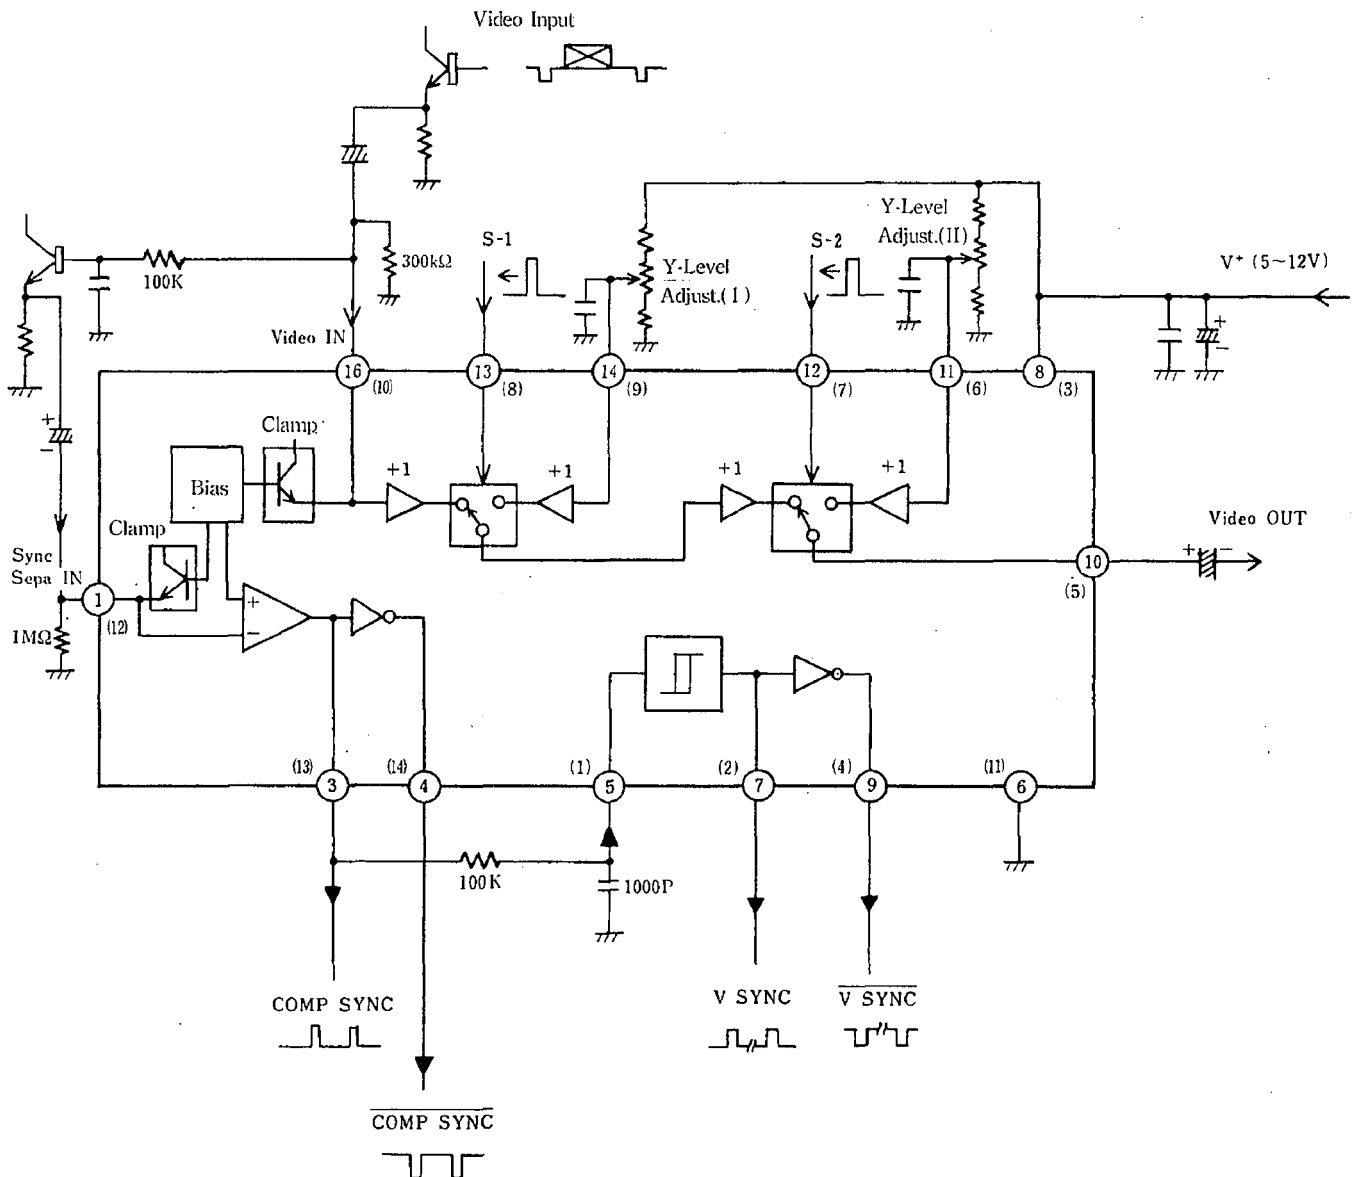 Video Input
100K
300kΩ
S-1
Y-Level
Adjust.(I)
S-2
Y-Level
Adjust.(II)
V⁺ (5~12V)
Video IN
16
(10)
13
(8)
14
(9)
12
(7)
11
(6)
8
(3)
+
−
Clamp
Bias
+1
+1
+1
+1
Clamp
Sync
Sepa IN
1
(12)
1MΩ
+
−
10
(5)
+ −
Video OUT
+
−
(13)
3
(14)
4
(1)
5
(2)
7
(4)
9
(11)
6
100K
1000P
COMP SYNC
V SYNC
V SYNC
COMP SYNC